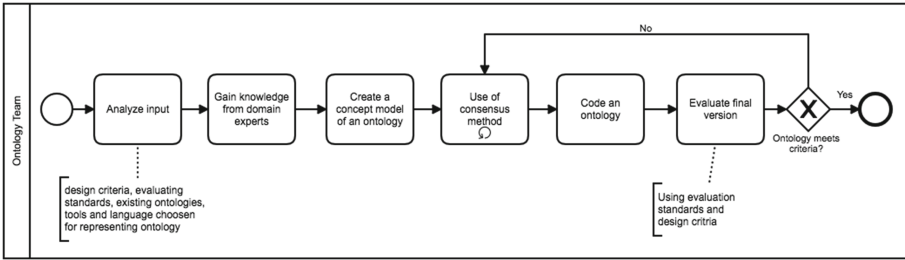 Ontology Team
Analyze input
Gain knowledge
from domain
experts
Create a
concept model
of an ontology
Use of
consensus
method
Code an
ontology
Evaluate final
version
No
Yes
Ontology meets
criteria?
design criteria, evaluating
standards, existing ontologies,
tools and language choosen
for representing ontology
Using evaluation
standards and
design critria